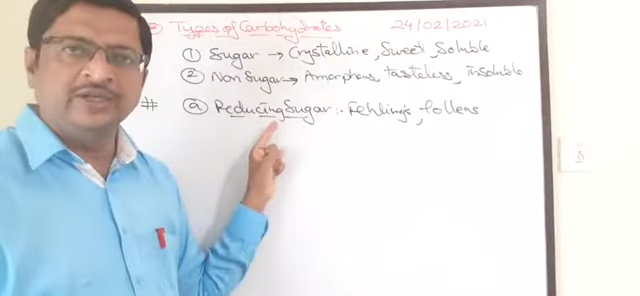 Types of Carbohydrates 24/02/2021
① Sugar → Crystalline, Sweet, Soluble
② Non Sugar → Amorphous, tasteless, insoluble
# ⓐ Reducing Sugar :- Fehling's, tollens